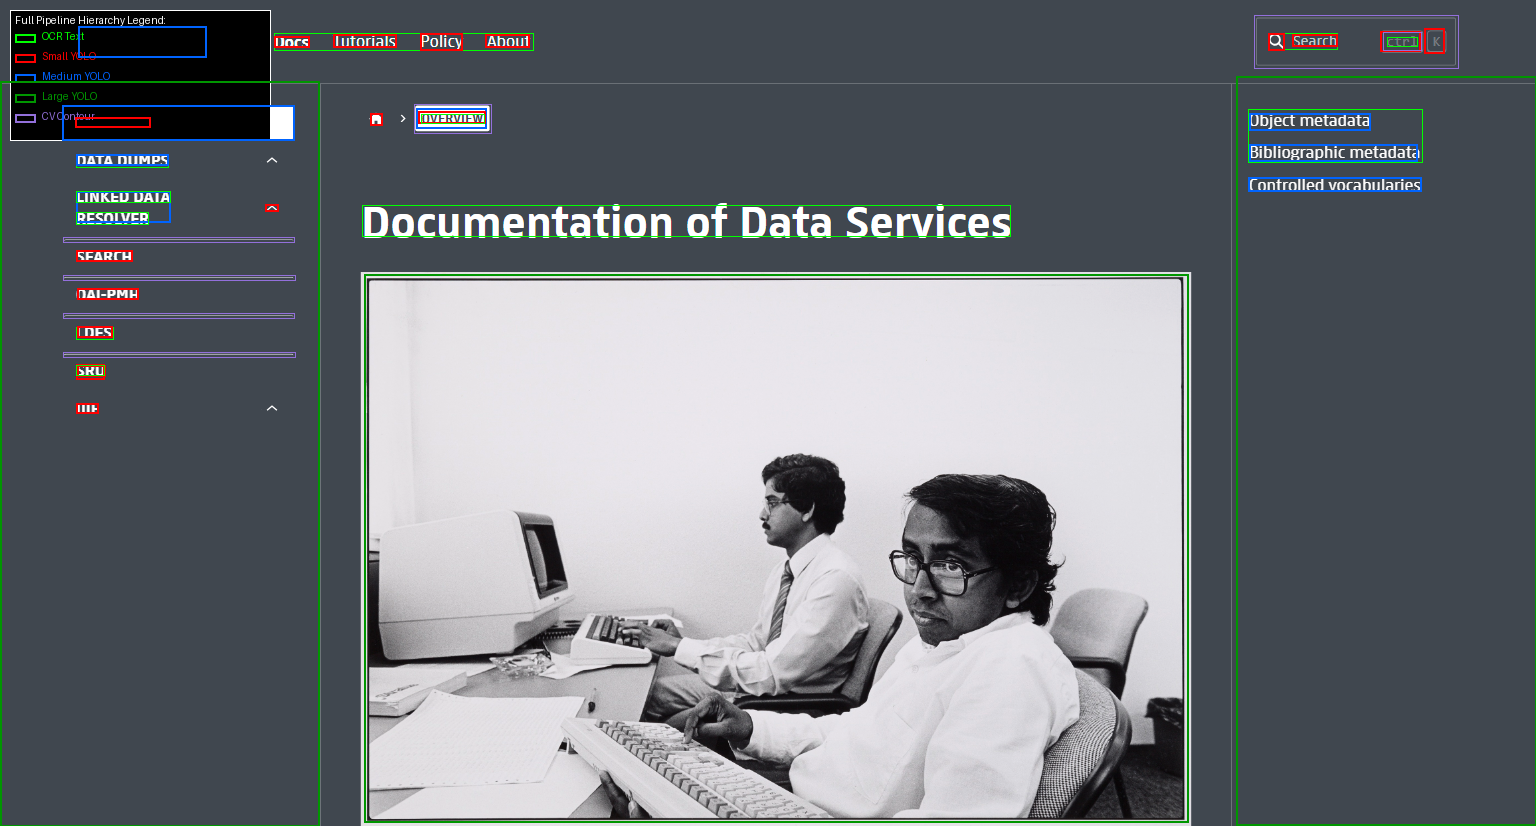 Full Pipeline Hierarchy Legend:
OCR Text
Small YOLO
Medium YOLO
Large YOLO
CV Contour
Docs Tutorials Policy About
Search ctrl K
OVERVIEW
DATA DUMPS
LINKED DATA
RESOLVER
SEARCH
OAI-PMH
LDES
SRU
IIIF
Documentation of Data Services
Object metadata
Bibliographic metadata
Controlled vocabularies